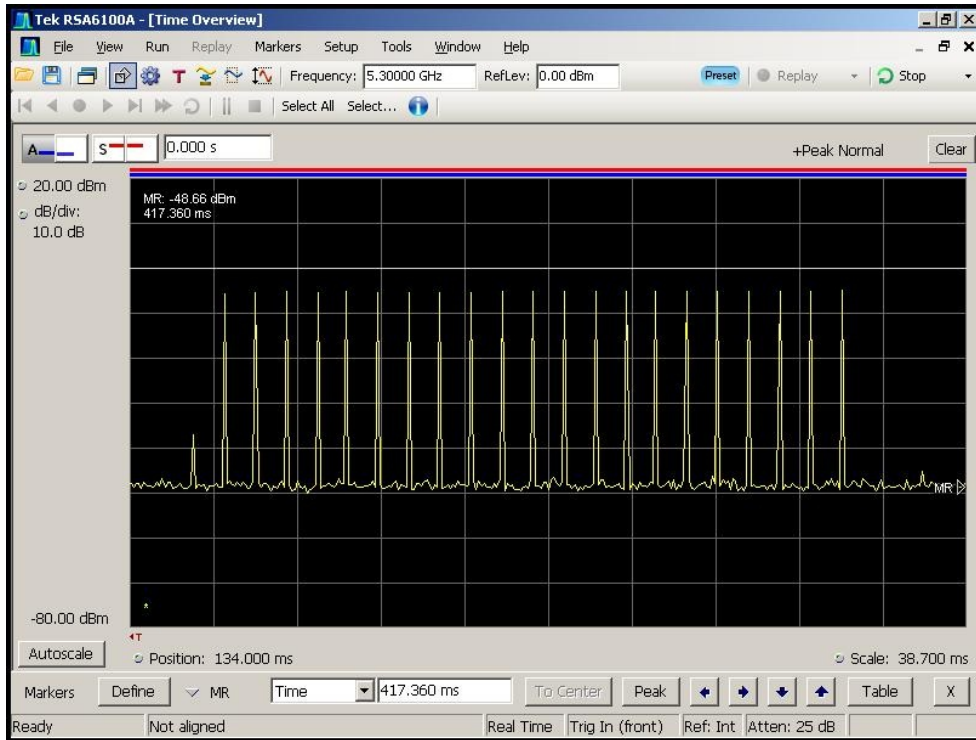 Tek RSA6100A - [Time Overview]
File View Run Replay Markers Setup Tools Window Help
T Frequency: 5.30000 GHz RefLev: 0.00 dBm Preset Replay Stop
Select All Select...
A S 0.000 s +Peak Normal Clear
20.00 dBm
dB/div:
10.0 dB
MR: -48.66 dBm
417.360 ms
MR
-80.00 dBm
T
Autoscale Position: 134.000 ms Scale: 38.700 ms
Markers Define MR Time 417.360 ms To Center Peak Table X
Ready Not aligned Real Time Trig In (front) Ref: Int Atten: 25 dB